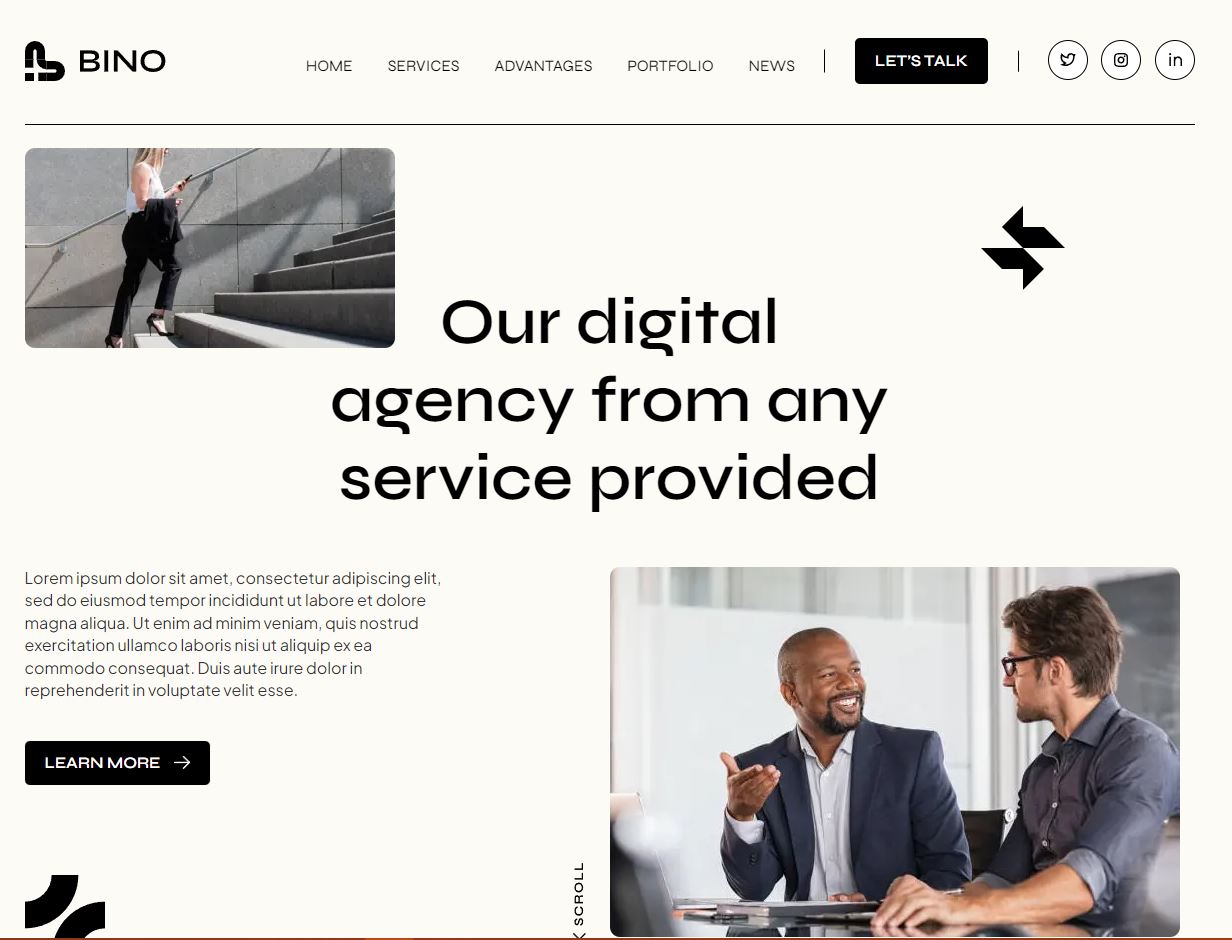 BINO
HOME SERVICES ADVANTAGES PORTFOLIO NEWS
LET'S TALK
in
Our digital
agency from any
service provided
Lorem ipsum dolor sit amet, consectetur adipiscing elit,
sed do eiusmod tempor incididunt ut labore et dolore
magna aliqua. Ut enim ad minim veniam, quis nostrud
exercitation ullamco laboris nisi ut aliquip ex ea
commodo consequat. Duis aute irure dolor in
reprehenderit in voluptate velit esse.
LEARN MORE
SCROLL